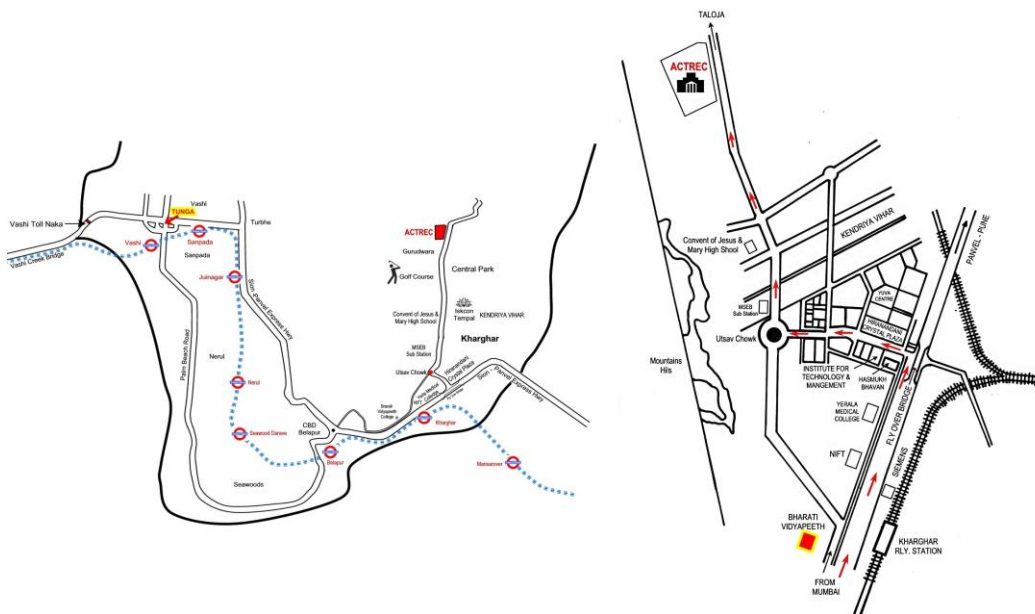 Vashi
TUNGA
Turbhe
Vashi Toll Naka
Vashi
Sanpada
Sanpada
Vashi Creek Bridge
Juinagar
Sion -Panvel Express Hwy
Palm Beach Road
Nerul
Nerul
Seawood Darave
Seawoods
CBD
Belapur
Belapur
ACTREC
Gurudwara
Golf Course
Central Park
Iskcon
Tempal
KENDRIYA VIHAR
Convent of Jesus &
Mary High School
Kharghar
MSEB
Sub Station
Utsav Chowk
Hiranandani
Crystal Plaza
Yerla Medical
College
Bharati
Vidyapeeth
College
Sion - Panvel Express Hwy
Kharghar
Mansarover
TALOJA
ACTREC
KENDRIYA VIHAR
PANVEL - PUNE
Convent of Jesus &
Mary High Shool
MSEB
Sub Station
YUVA
CENTRE
HIRANANDANI
CRYSTAL PLAZA
Utsav Chowk
Mountains
Hils
INSTITUTE FOR
TECHNOLOGY &
MANGEMENT
HASMUKH
BHAVAN
YERALA
MEDICAL
COLLEGE
FLY OVER BRIDGE
NIFT
SIEMENS
BHARATI
VIDYAPEETH
KHARGHAR
RLY. STATION
FROM
MUMBAI